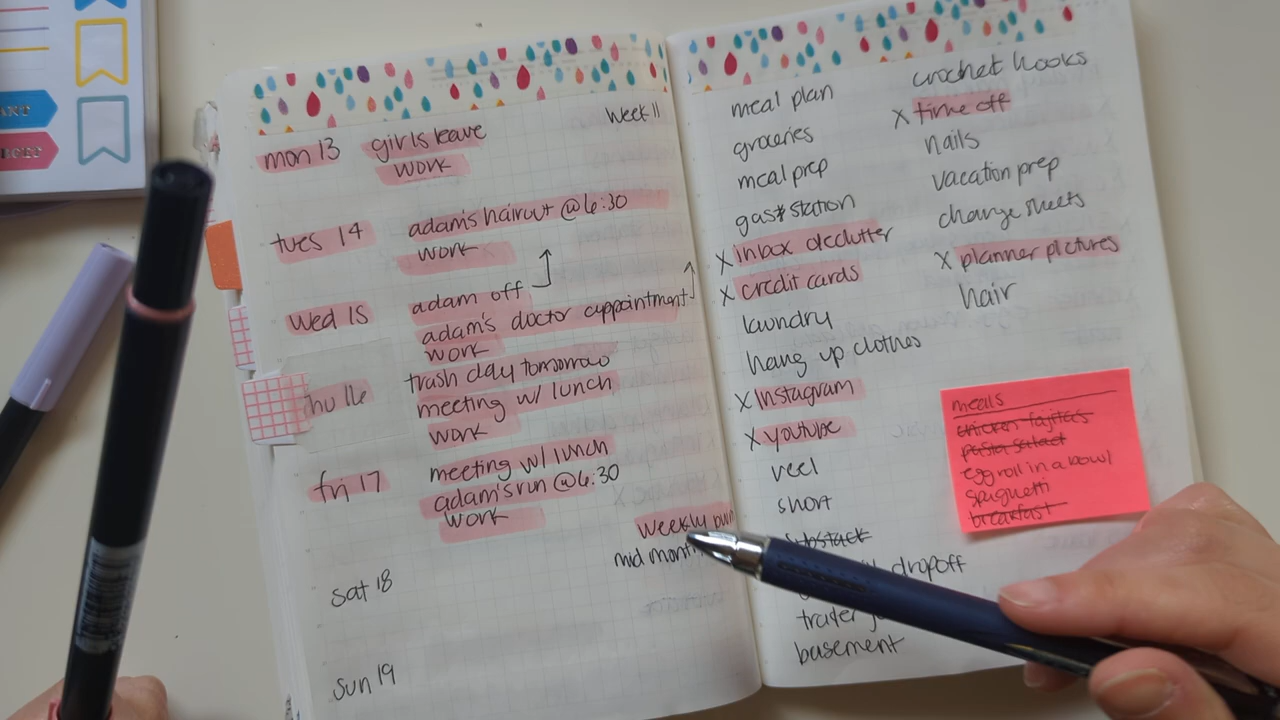 Week 11
mon 13 girls leave
work
tues 14 adam's haircut @ 6:30
work
wed 15 adam off
adam's doctor appointment
work
trash day tomorrow
thu 16 meeting w/ lunch
work
fri 17 meeting w/ lunch
adam's run @ 6:30
work
weekly
mid month
sat 18
sun 19
meal plan
groceries
meal prep
gas station
x inbox declutter
x credit cards
laundry
hang up clothes
x instagram
x youtube
reel
short
substack
dropoff
basement
crochet hooks
x time off
nails
vacation prep
change sheets
x planner pictures
hair
meals
chicken fajitas
pasta salad
egg roll in a bowl
spaghetti
breakfast